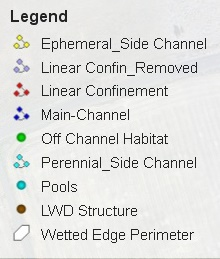 Legend
Ephemeral_Side Channel
Linear Confin_Removed
Linear Confinement
Main-Channel
Off Channel Habitat
Perennial_Side Channel
Pools
LWD Structure
Wetted Edge Perimeter